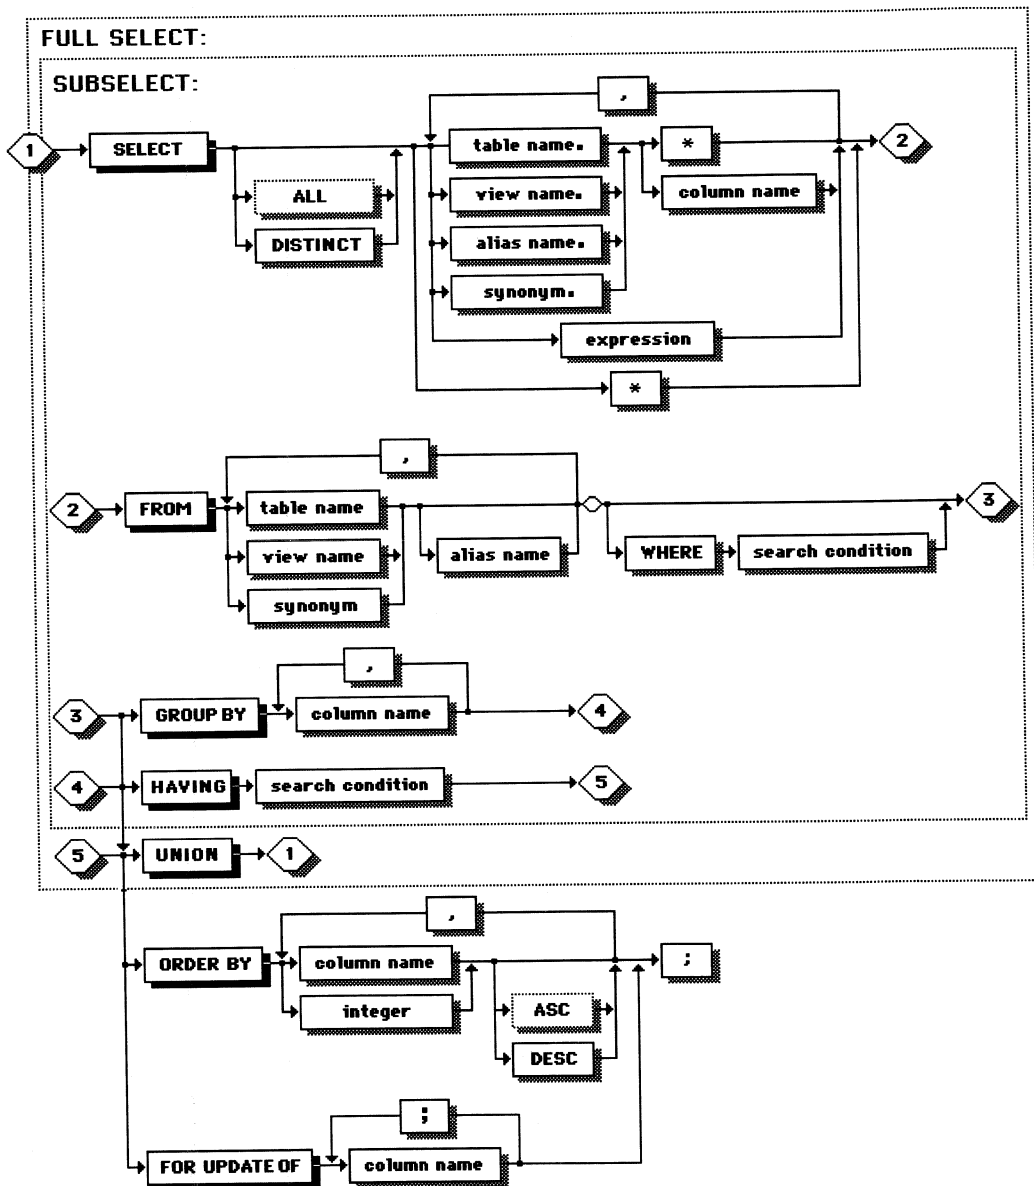 FULL SELECT:
SUBSELECT:
,
1 SELECT table name. * 2
ALL view name. column name
DISTINCT alias name.
synonym.
expression
*
,
2 FROM table name 3
view name alias name WHERE search condition
synonym
,
3 GROUP BY column name 4
4 HAVING search condition 5
5 UNION 1
,
ORDER BY column name ;
integer ASC
DESC
;
FOR UPDATE OF column name